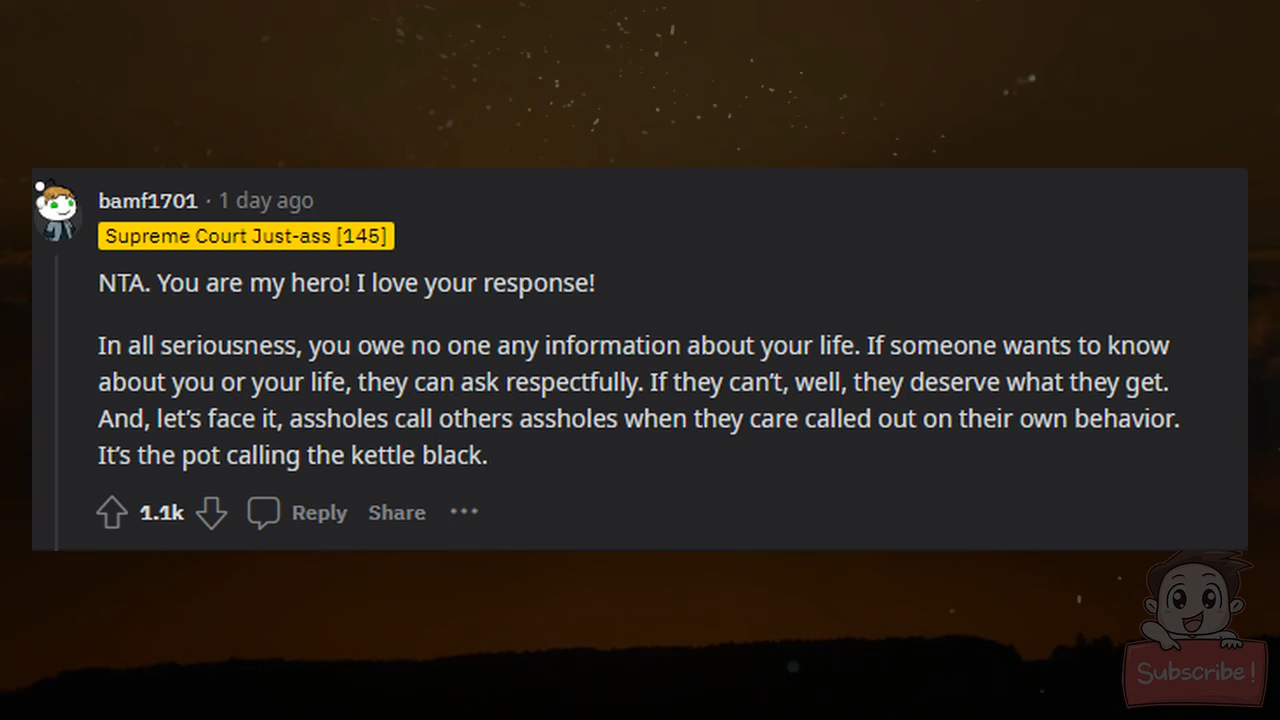 bamf1701 · 1 day ago
Supreme Court Just-ass [145]
NTA. You are my hero! I love your response!
In all seriousness, you owe no one any information about your life. If someone wants to know
about you or your life, they can ask respectfully. If they can’t, well, they deserve what they get.
And, let’s face it, assholes call others assholes when they care called out on their own behavior.
It’s the pot calling the kettle black.
1.1k Reply Share ···
Subscribe!